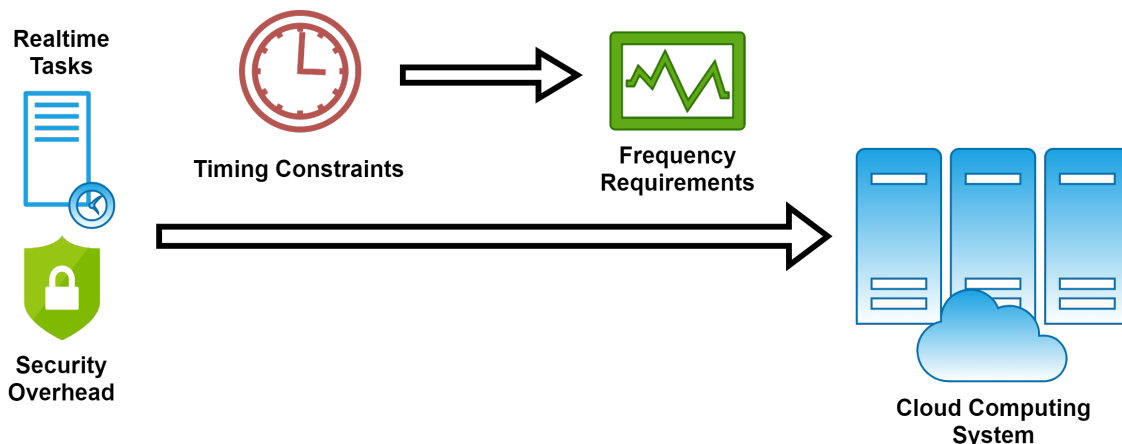 Realtime
Tasks
Timing Constraints
Frequency
Requirements
Security
Overhead
Cloud Computing
System